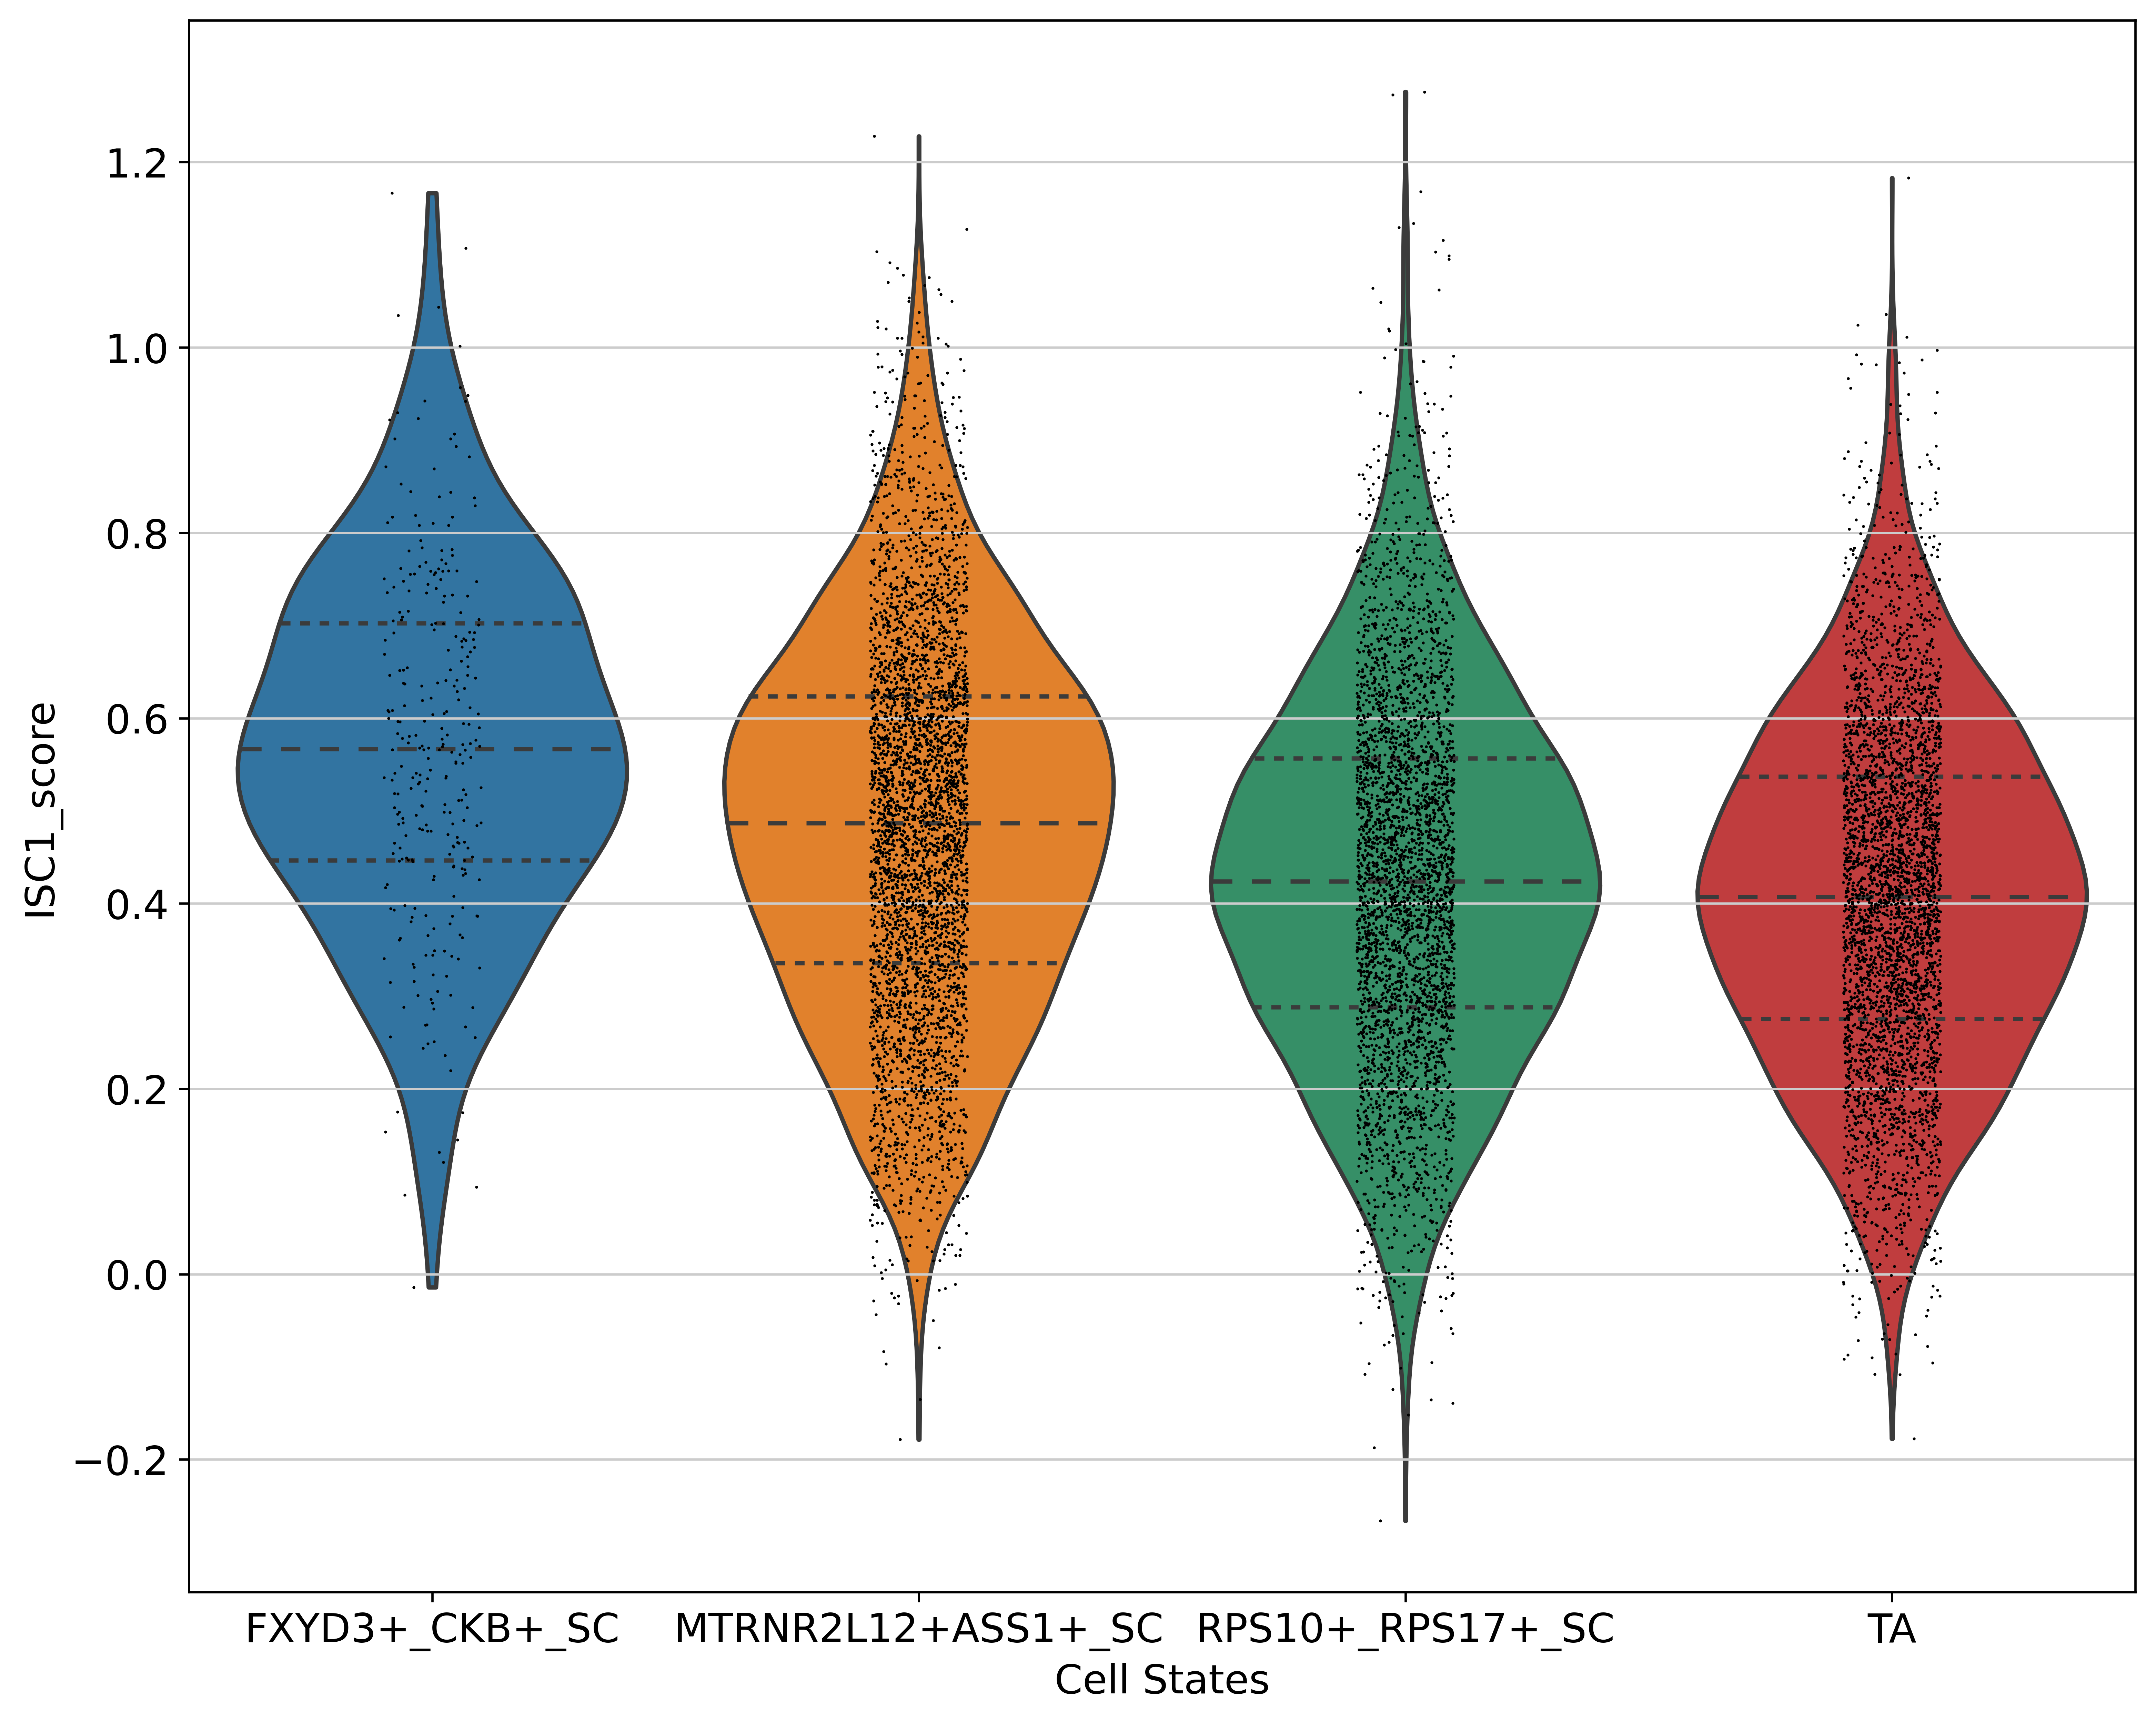 1.2
1.0
0.8
0.6
0.4
0.2
0.0
−0.2
ISC1_score
FXYD3+_CKB+_SC MTRNR2L12+ASS1+_SC RPS10+_RPS17+_SC TA
Cell States